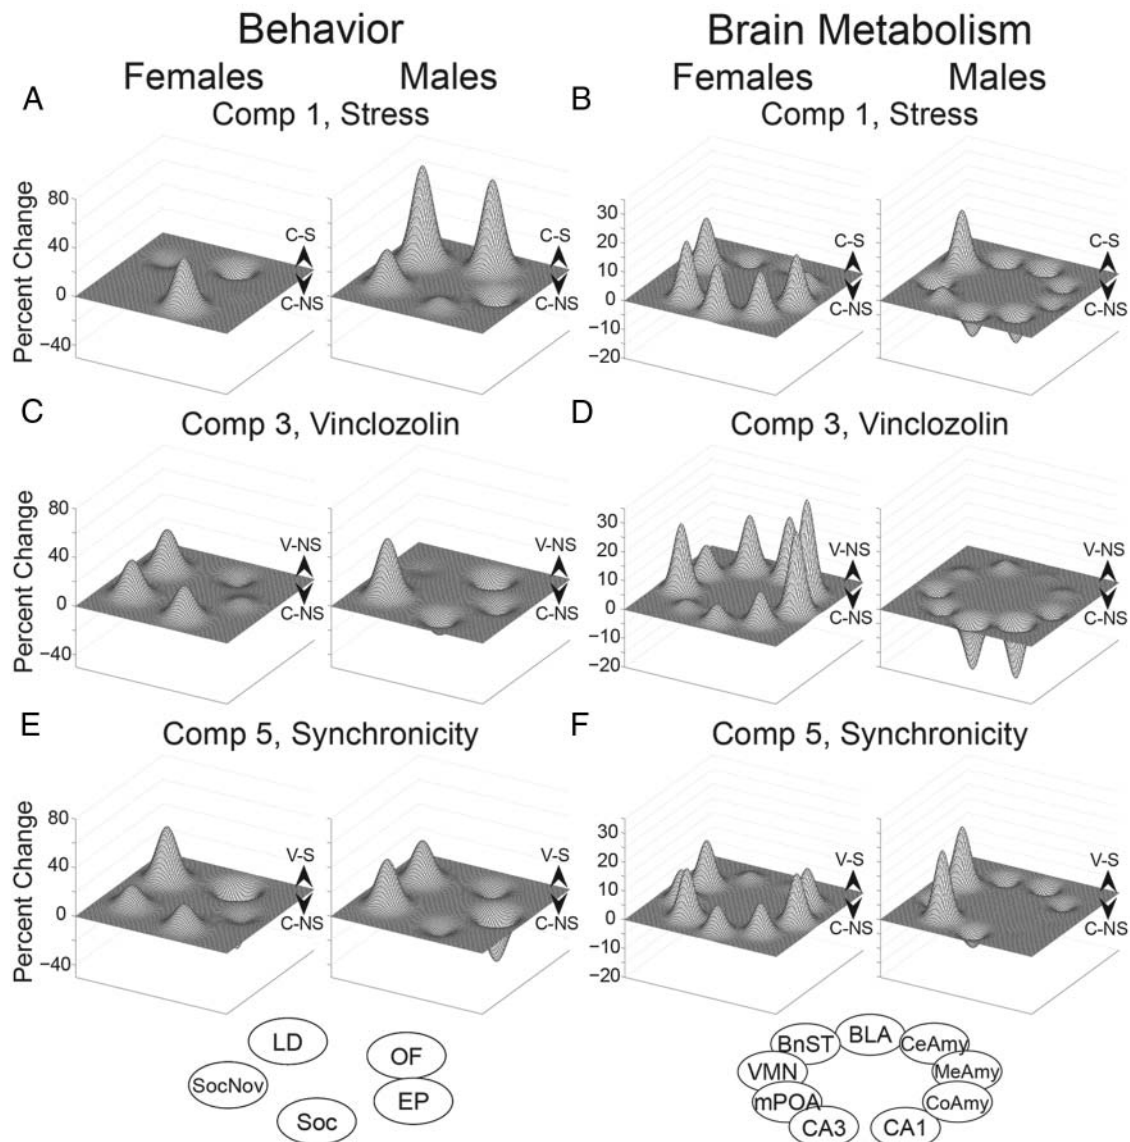 Behavior
Brain Metabolism
Females
Males
Females
Males
A
Comp 1, Stress
B
Comp 1, Stress
Percent Change
80
40
0
−40
C-S
C-NS
C-S
C-NS
35
20
10
0
−10
−20
C-S
C-NS
C-S
C-NS
C
Comp 3, Vinclozolin
D
Comp 3, Vinclozolin
Percent Change
80
40
0
−40
V-NS
C-NS
V-NS
C-NS
35
20
10
0
−10
−20
V-NS
C-NS
V-NS
C-NS
E
Comp 5, Synchronicity
F
Comp 5, Synchronicity
Percent Change
80
40
0
−40
V-S
C-NS
V-S
C-NS
35
20
10
0
−10
−20
V-S
C-NS
V-S
C-NS
LD
OF
SocNov
EP
Soc
BLA
BnST
CeAmy
VMN
MeAmy
mPOA
CoAmy
CA3
CA1